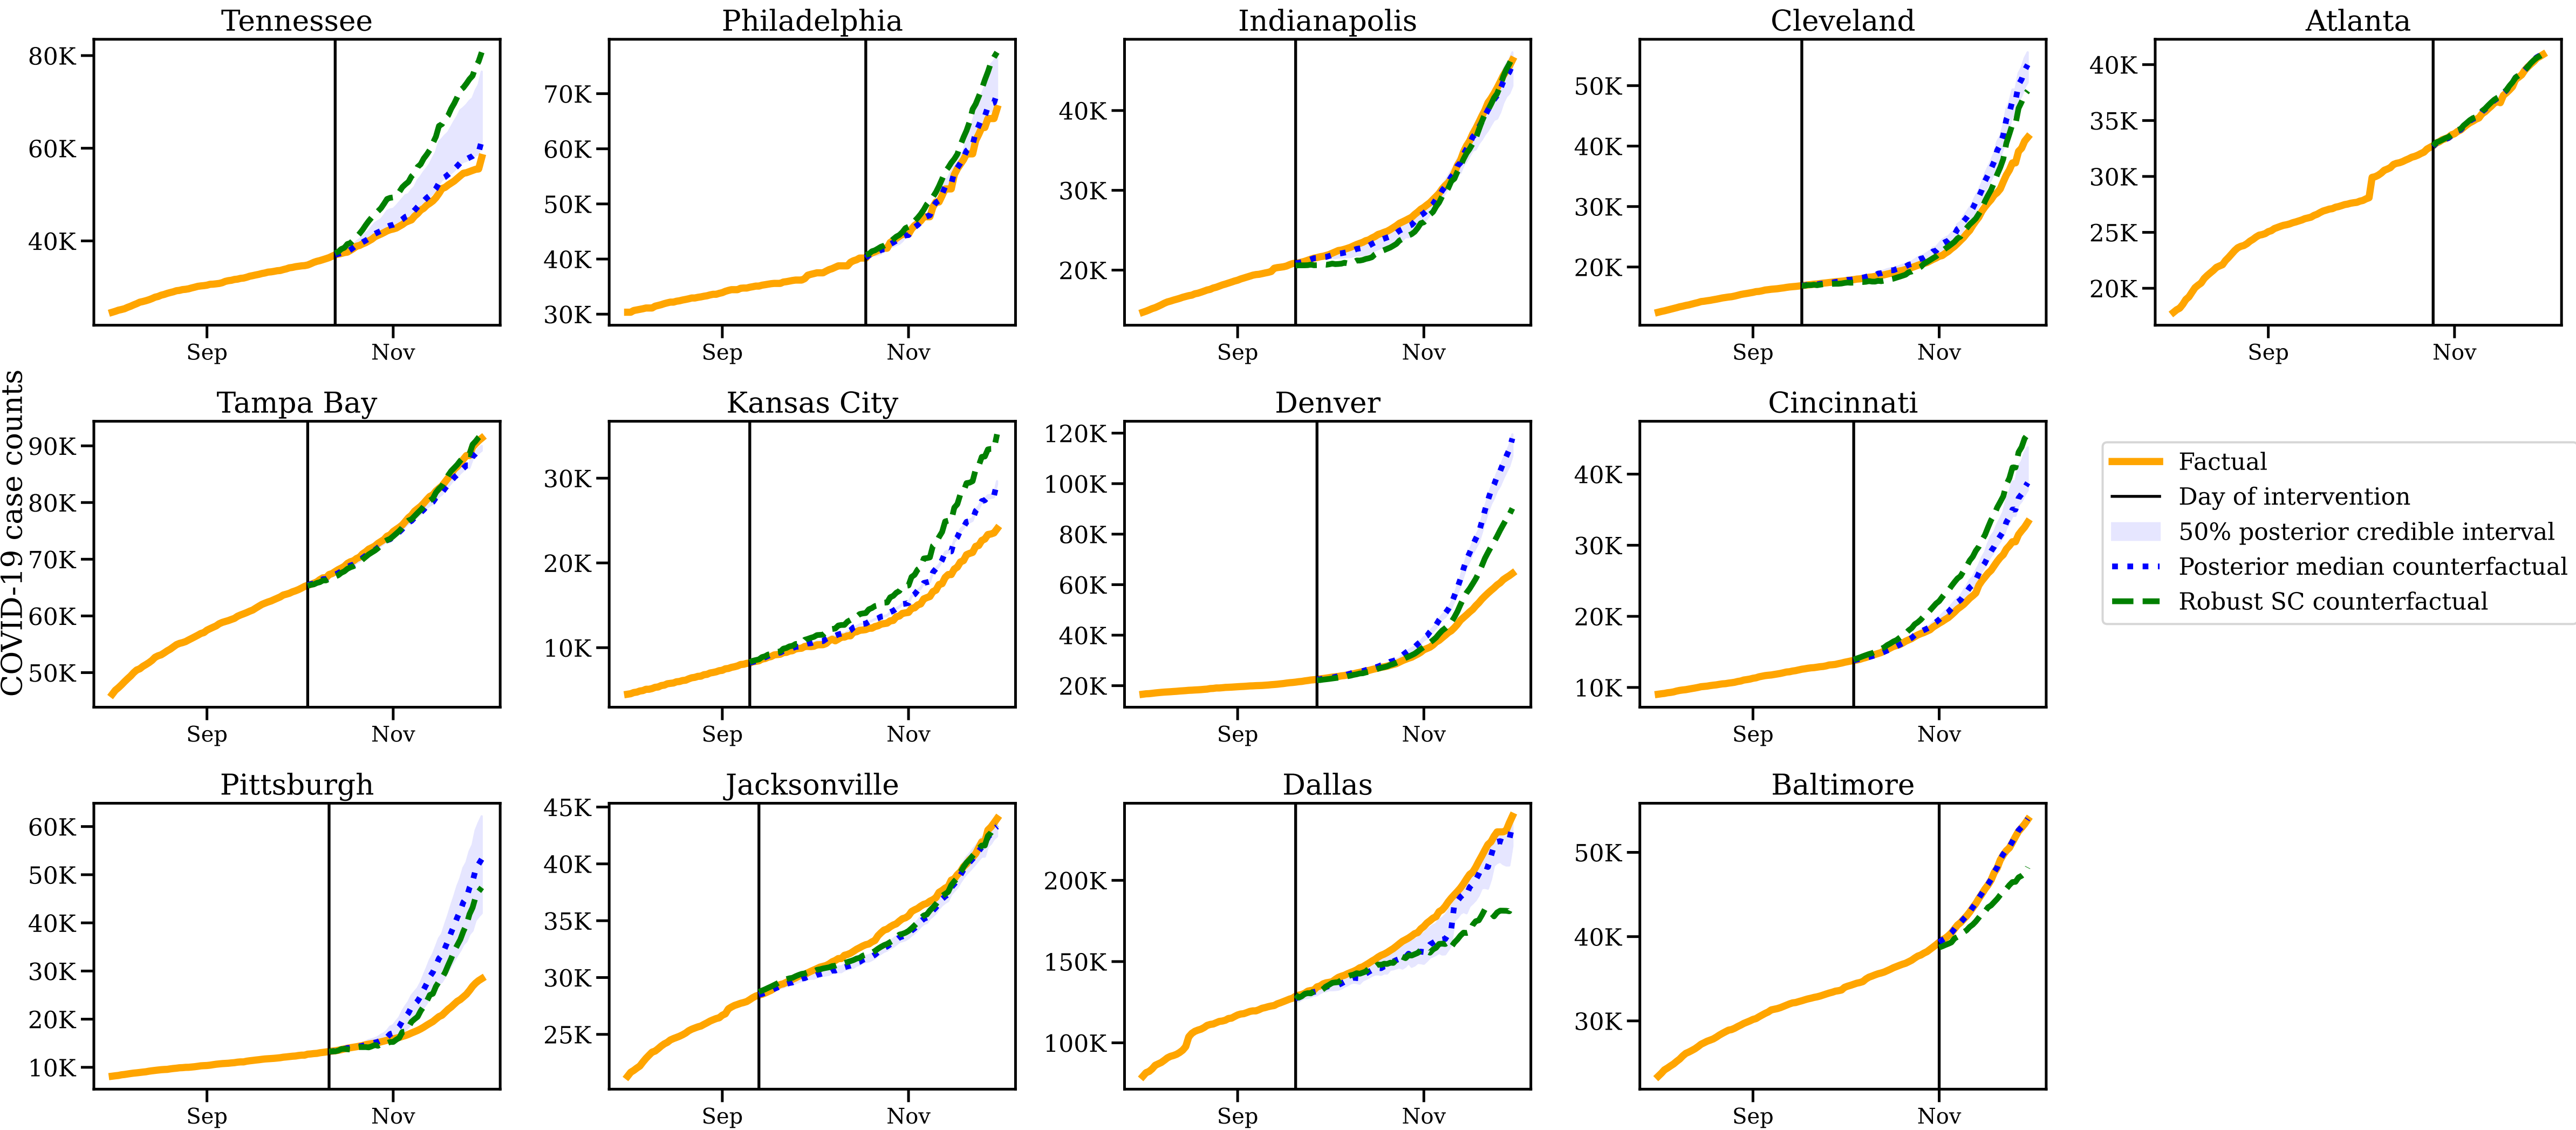 Tennessee
80K
60K
40K
Sep
Nov
Philadelphia
70K
60K
50K
40K
30K
Sep
Nov
Indianapolis
40K
30K
20K
Sep
Nov
Cleveland
50K
40K
30K
20K
Sep
Nov
Atlanta
40K
35K
30K
25K
20K
Sep
Nov
COVID-19 case counts
Tampa Bay
90K
80K
70K
60K
50K
Sep
Nov
Kansas City
30K
20K
10K
Sep
Nov
Denver
120K
100K
80K
60K
40K
20K
Sep
Nov
Cincinnati
40K
30K
20K
10K
Sep
Nov
Factual
Day of intervention
50% posterior credible interval
Posterior median counterfactual
Robust SC counterfactual
Pittsburgh
60K
50K
40K
30K
20K
10K
Sep
Nov
Jacksonville
45K
40K
35K
30K
25K
Sep
Nov
Dallas
200K
150K
100K
Sep
Nov
Baltimore
50K
40K
30K
Sep
Nov